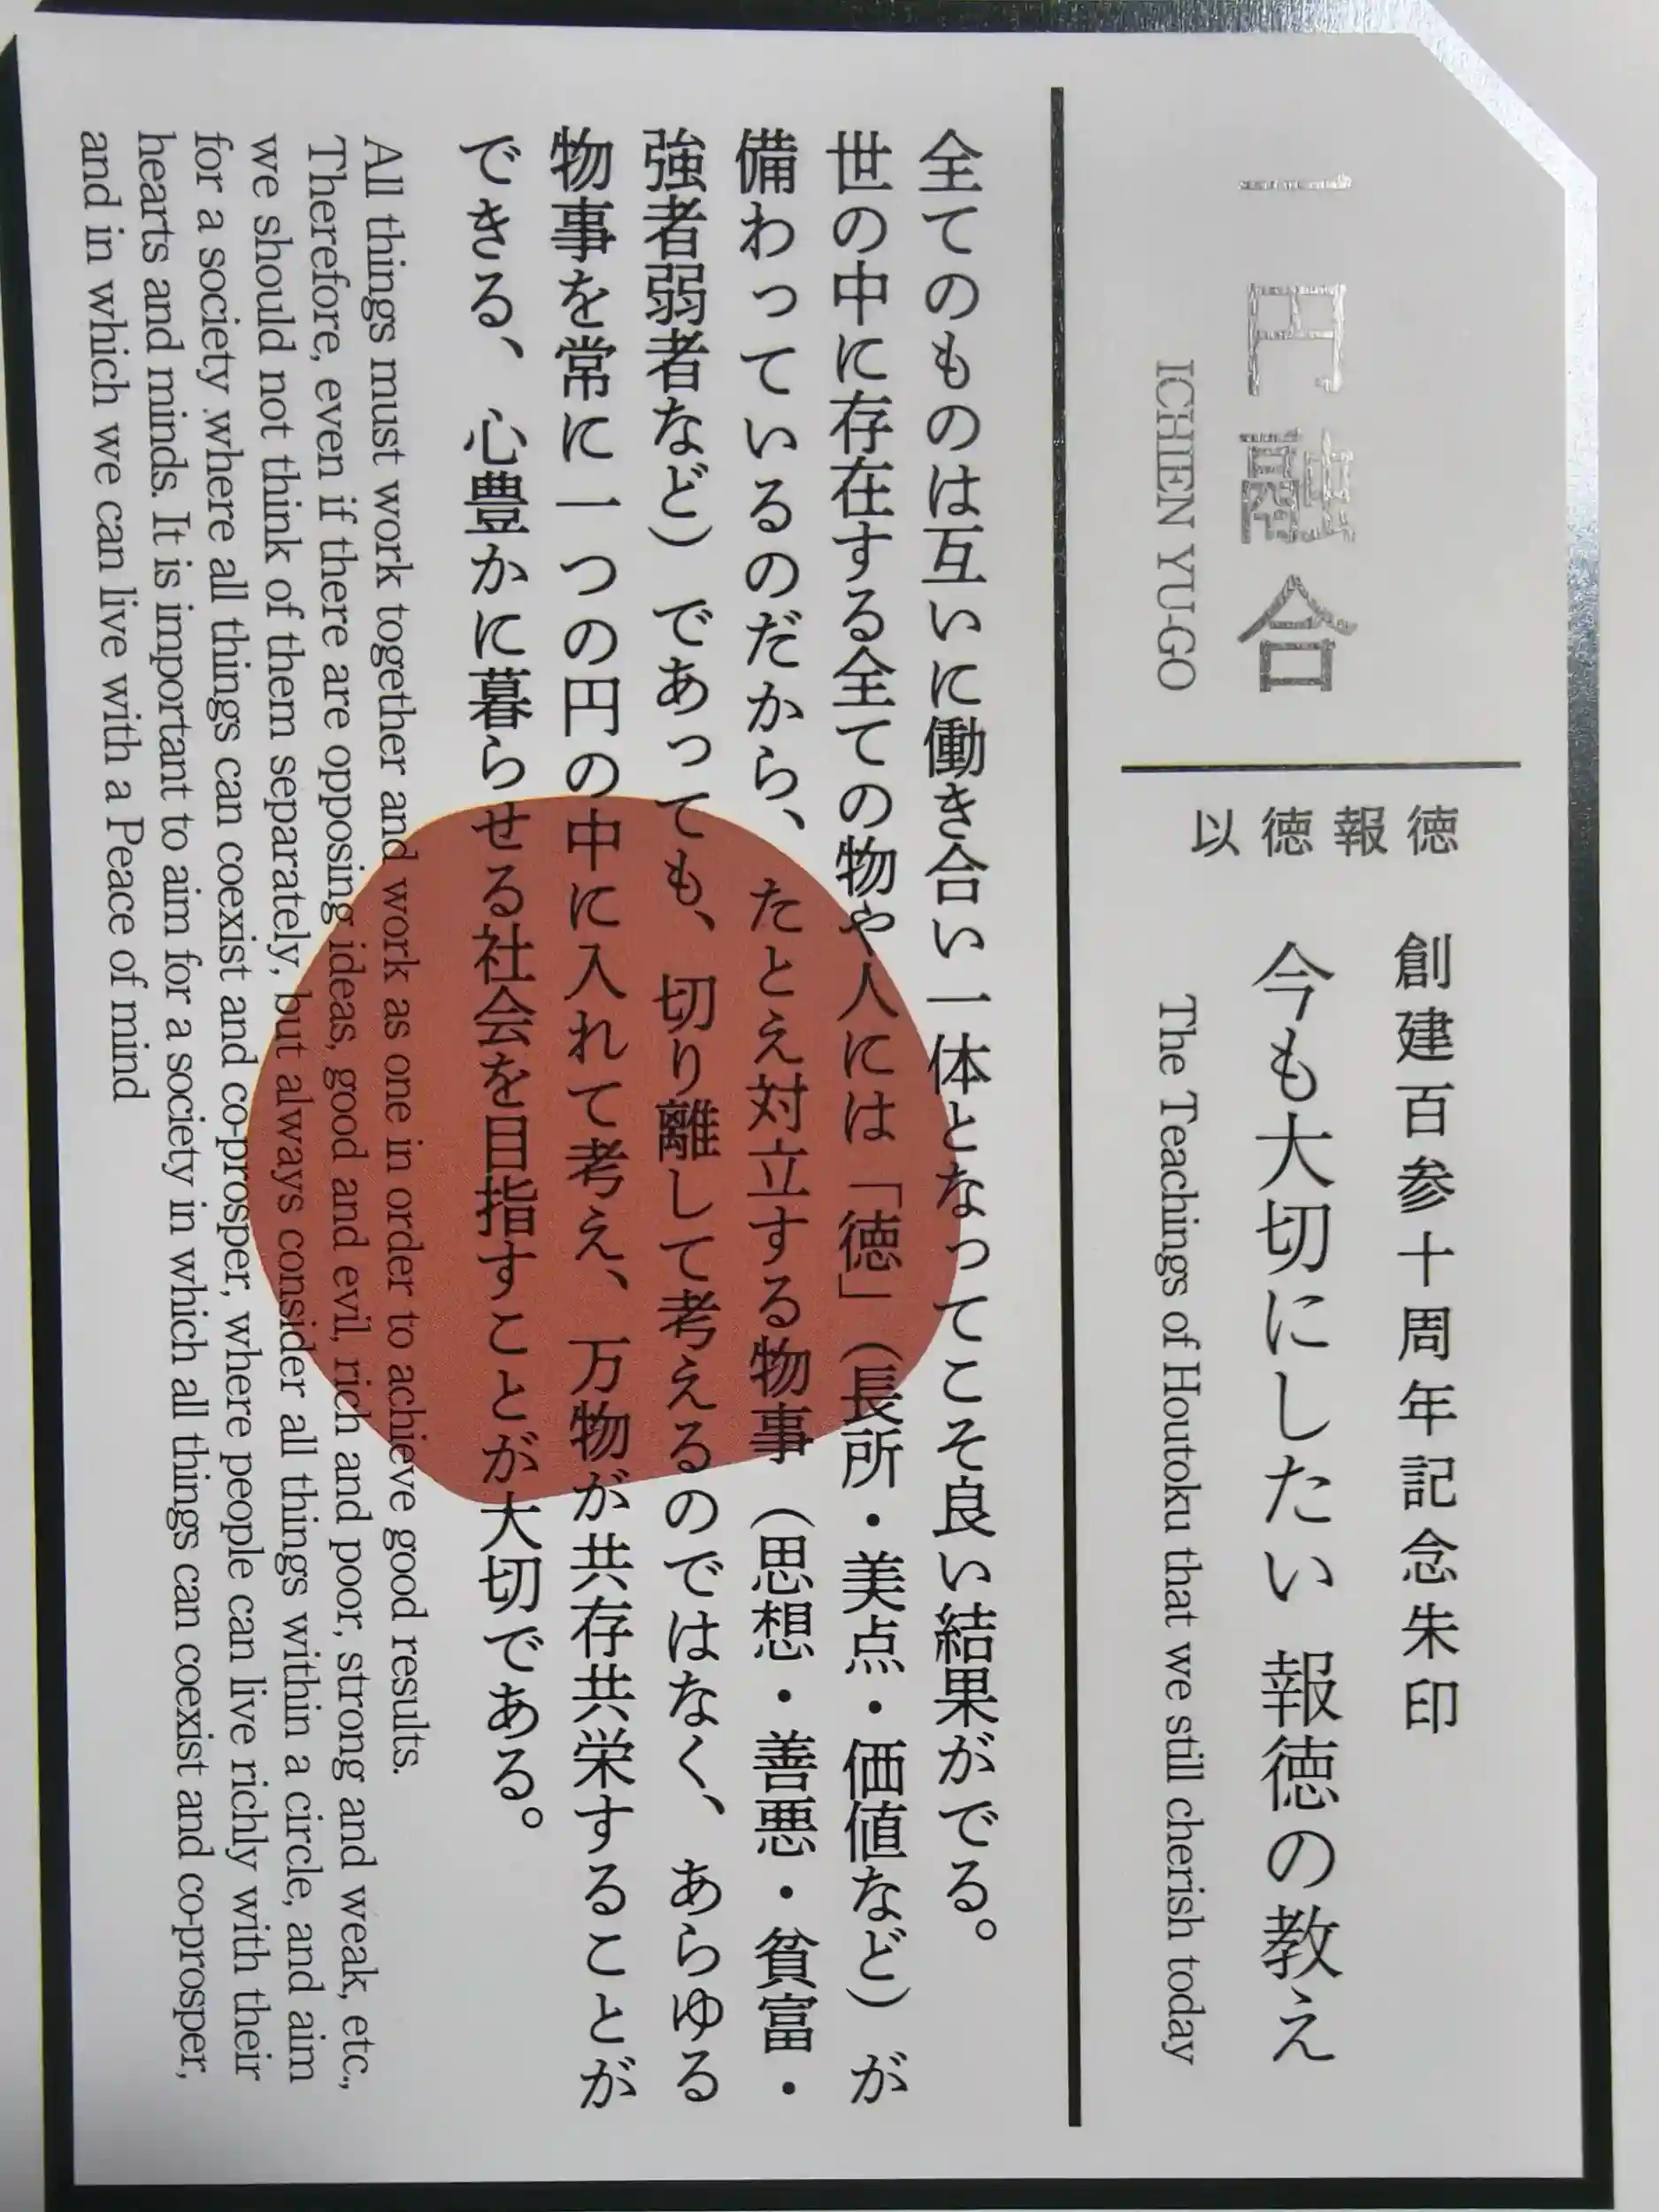 一円融合
ICHIEN YU-GO
以徳報徳
創建百参十周年記念朱印
今も大切にしたい 報徳の教え
The Teachings of Houtoku that we still cherish today
全てのものは互いに働き合い一体となってこそ良い結果がでる。
世の中に存在する全ての物や人には「徳」（長所・美点・価値など）が
備わっているのだから、たとえ対立する物事（思想・善悪・貧富・
強者弱者など）であっても、切り離して考えるのではなく、あらゆる
物事を常に一つの円の中に入れて考え、万物が共存共栄することが
できる、心豊かに暮らせる社会を目指すことが大切である。
All things must work together and work as one in order to achieve good results.
Therefore, even if there are opposing ideas, good and evil, rich and poor, strong and weak, etc.,
we should not think of them separately, but always consider all things within a circle, and aim
for a society where all things can coexist and co-prosper, where people can live richly with their
hearts and minds. It is important to aim for a society in which all things can coexist and co-prosper,
and in which we can live with a Peace of mind